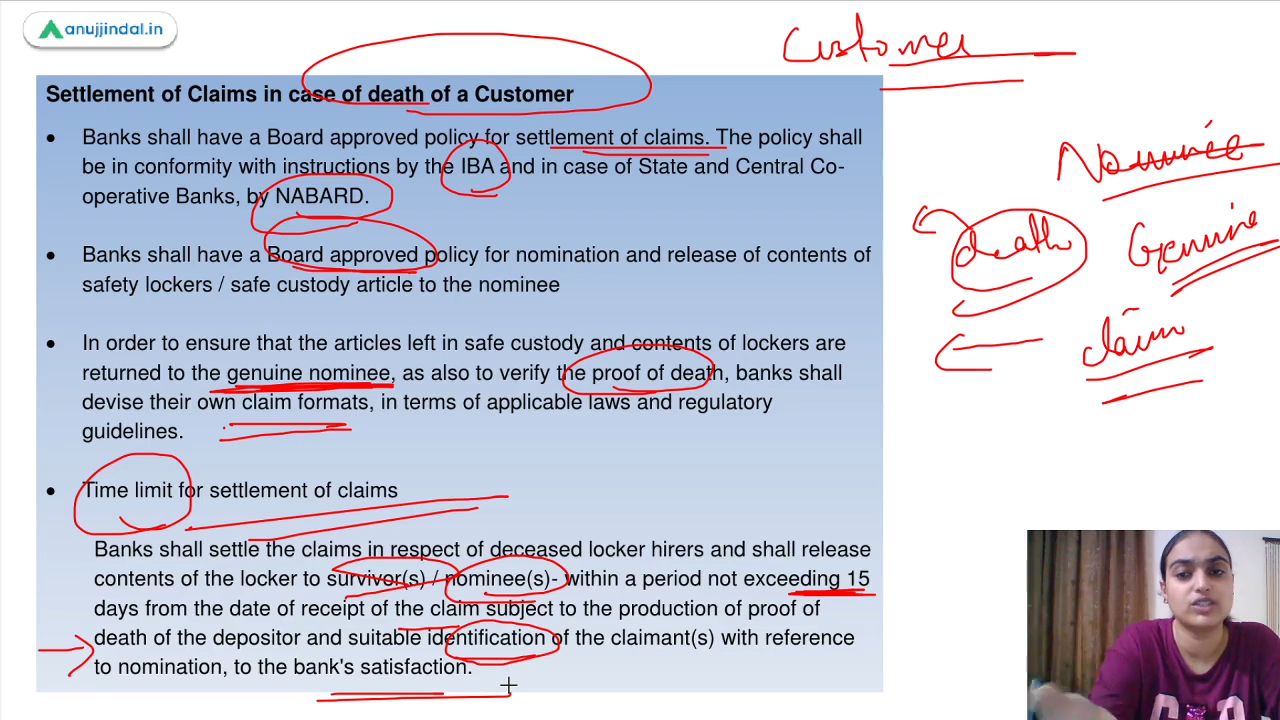 anujjindal.in
Customer
Settlement of Claims in case of death of a Customer
• Banks shall have a Board approved policy for settlement of claims. The policy shall
be in conformity with instructions by the IBA and in case of State and Central Co-
operative Banks, by NABARD.
• Banks shall have a Board approved policy for nomination and release of contents of
safety lockers / safe custody article to the nominee
• In order to ensure that the articles left in safe custody and contents of lockers are
returned to the genuine nominee, as also to verify the proof of death, banks shall
devise their own claim formats, in terms of applicable laws and regulatory
guidelines.
• Time limit for settlement of claims
Banks shall settle the claims in respect of deceased locker hirers and shall release
contents of the locker to survivor(s) / nominee(s)- within a period not exceeding 15
days from the date of receipt of the claim subject to the production of proof of
death of the depositor and suitable identification of the claimant(s) with reference
to nomination, to the bank's satisfaction.
Nominee
death Genuine
claim